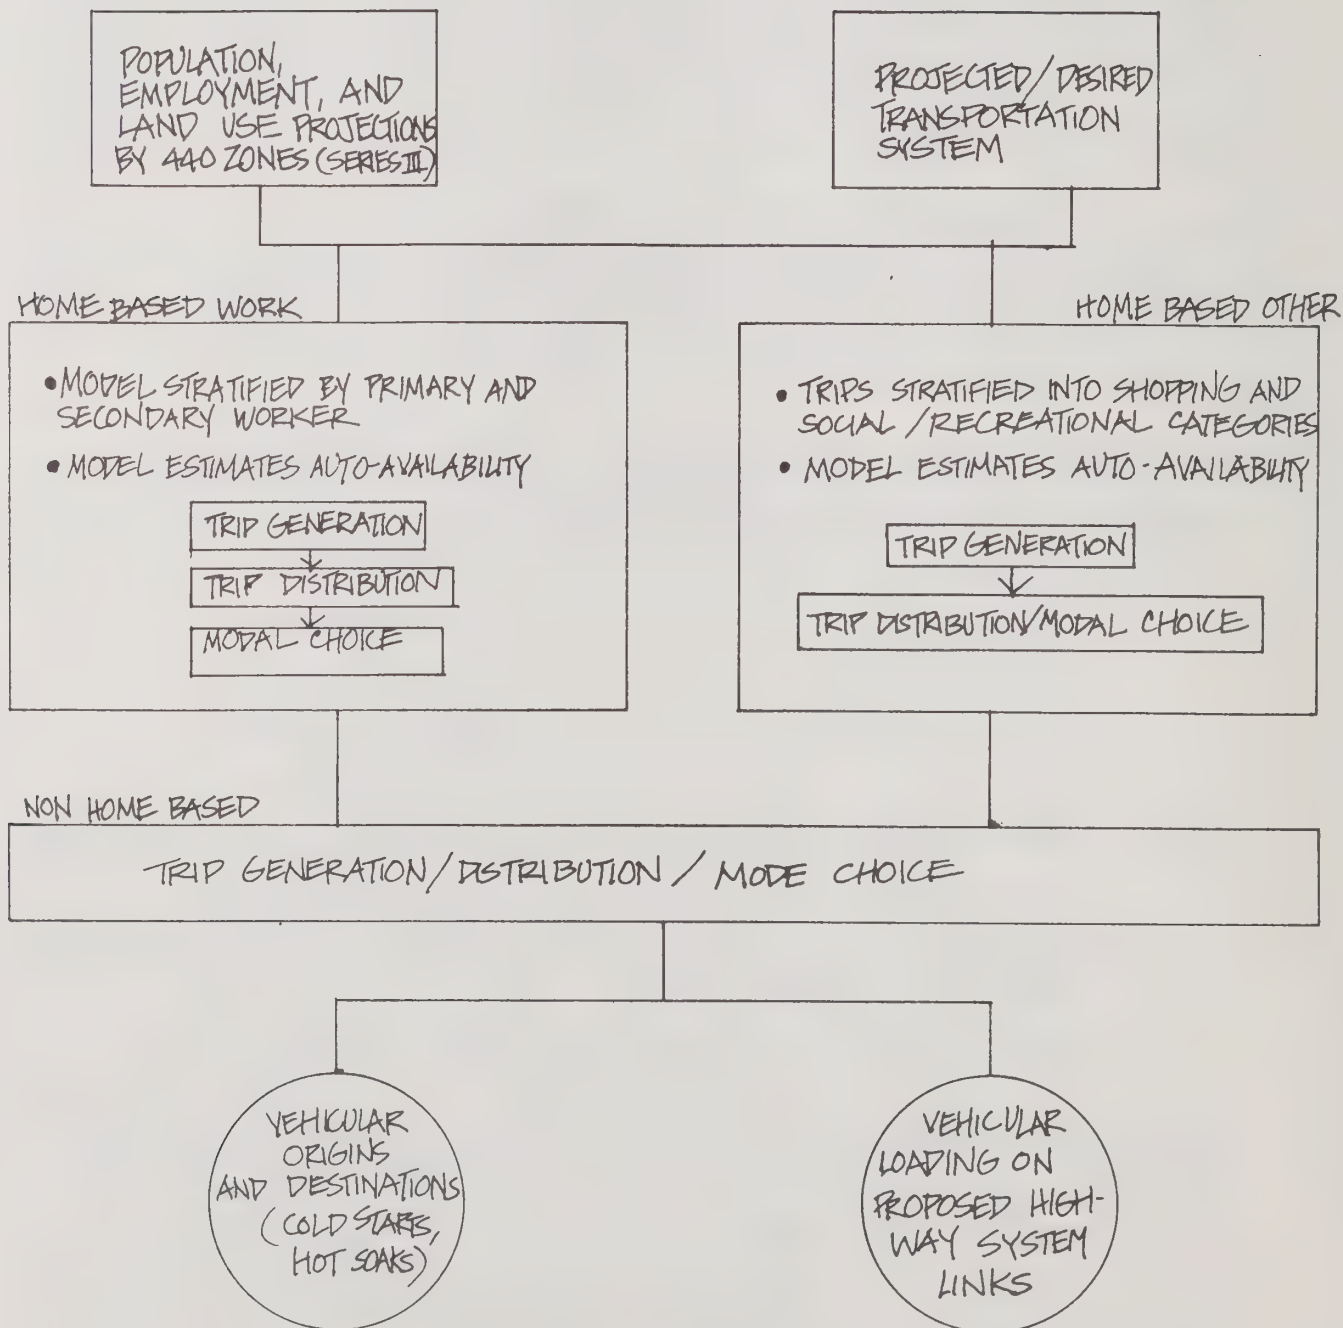 POPULATION,
EMPLOYMENT, AND
LAND USE PROJECTIONS
BY 440 ZONES (SERIES III)
PROJECTED/DESIRED
TRANSPORTATION
SYSTEM
HOME BASED WORK
• MODEL STRATIFIED BY PRIMARY AND
SECONDARY WORKER
• MODEL ESTIMATES AUTO-AVAILABILITY
TRIP GENERATION
TRIP DISTRIBUTION
MODAL CHOICE
HOME BASED OTHER
• TRIPS STRATIFIED INTO SHOPPING AND
SOCIAL/RECREATIONAL CATEGORIES
• MODEL ESTIMATES AUTO-AVAILABILITY
TRIP GENERATION
TRIP DISTRIBUTION/MODAL CHOICE
NON HOME BASED
TRIP GENERATION/DISTRIBUTION/MODE CHOICE
VEHICULAR
ORIGINS
AND DESTINATIONS
(COLD STARTS,
HOT SOAKS)
VEHICULAR
LOADING ON
PROPOSED HIGH-
WAY SYSTEM
LINKS